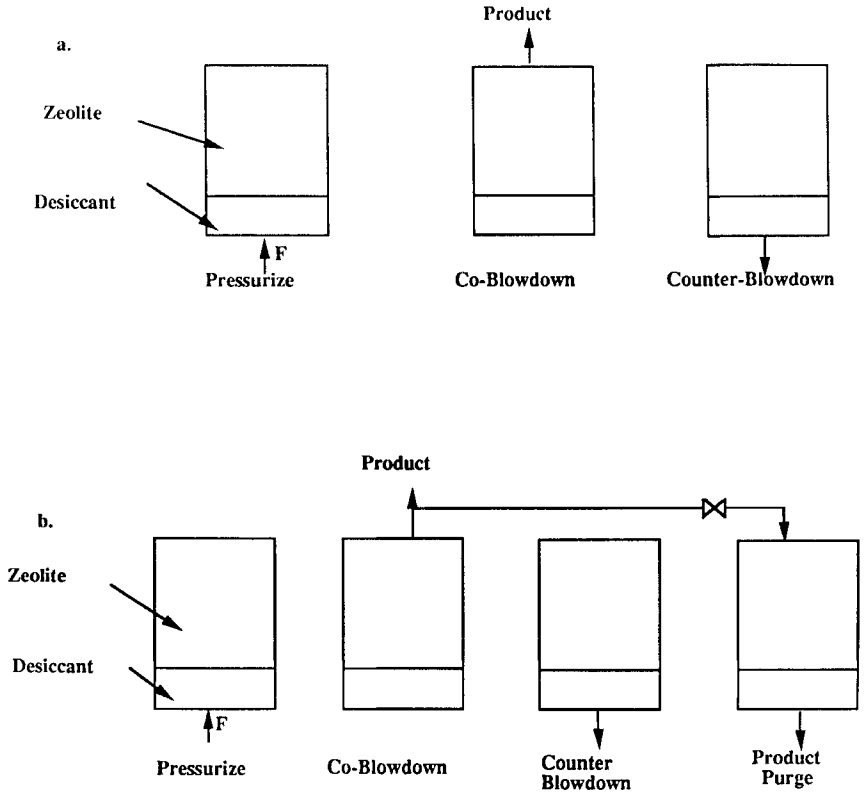 a.
Product
Zeolite
Desiccant
F
Pressurize
Co-Blowdown
Counter-Blowdown
b.
Product
Zeolite
Desiccant
F
Pressurize
Co-Blowdown
Counter
Blowdown
Product
Purge